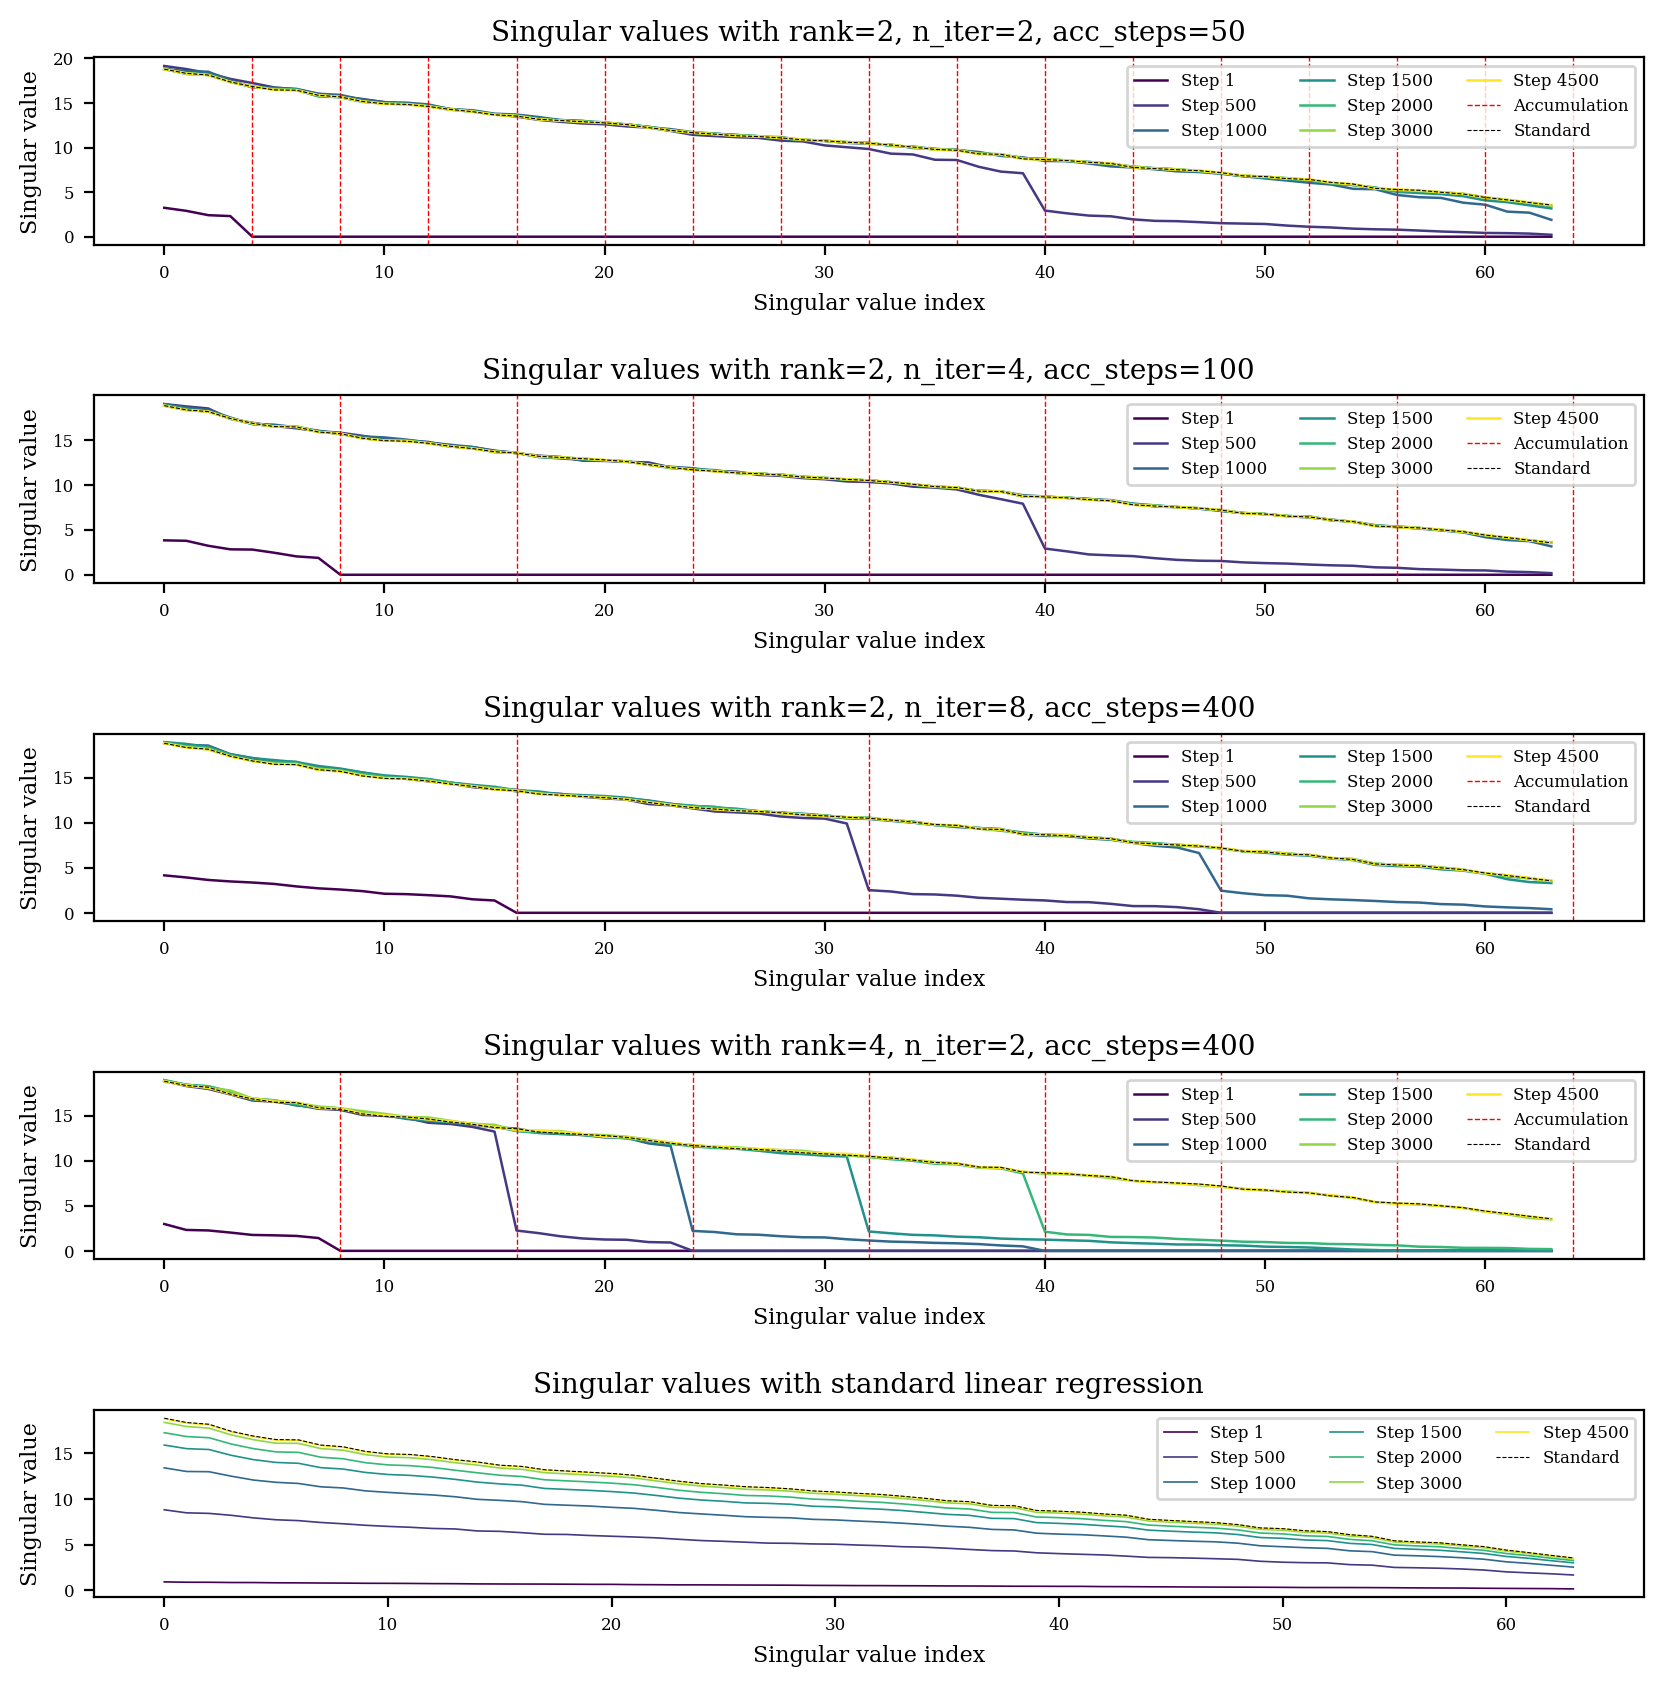 Singular values with rank=2, n_iter=2, acc_steps=50
Singular value
20
15
10
5
0
Step 1 Step 1500 Step 4500
Step 500 Step 2000 Accumulation
Step 1000 Step 3000 Standard
0 10 20 30 40 50 60
Singular value index
Singular values with rank=2, n_iter=4, acc_steps=100
Singular value
15
10
5
0
Step 1 Step 1500 Step 4500
Step 500 Step 2000 Accumulation
Step 1000 Step 3000 Standard
0 10 20 30 40 50 60
Singular value index
Singular values with rank=2, n_iter=8, acc_steps=400
Singular value
15
10
5
0
Step 1 Step 1500 Step 4500
Step 500 Step 2000 Accumulation
Step 1000 Step 3000 Standard
0 10 20 30 40 50 60
Singular value index
Singular values with rank=4, n_iter=2, acc_steps=400
Singular value
15
10
5
0
Step 1 Step 1500 Step 4500
Step 500 Step 2000 Accumulation
Step 1000 Step 3000 Standard
0 10 20 30 40 50 60
Singular value index
Singular values with standard linear regression
Singular value
15
10
5
0
Step 1 Step 1500 Step 4500
Step 500 Step 2000 Standard
Step 1000 Step 3000
0 10 20 30 40 50 60
Singular value index